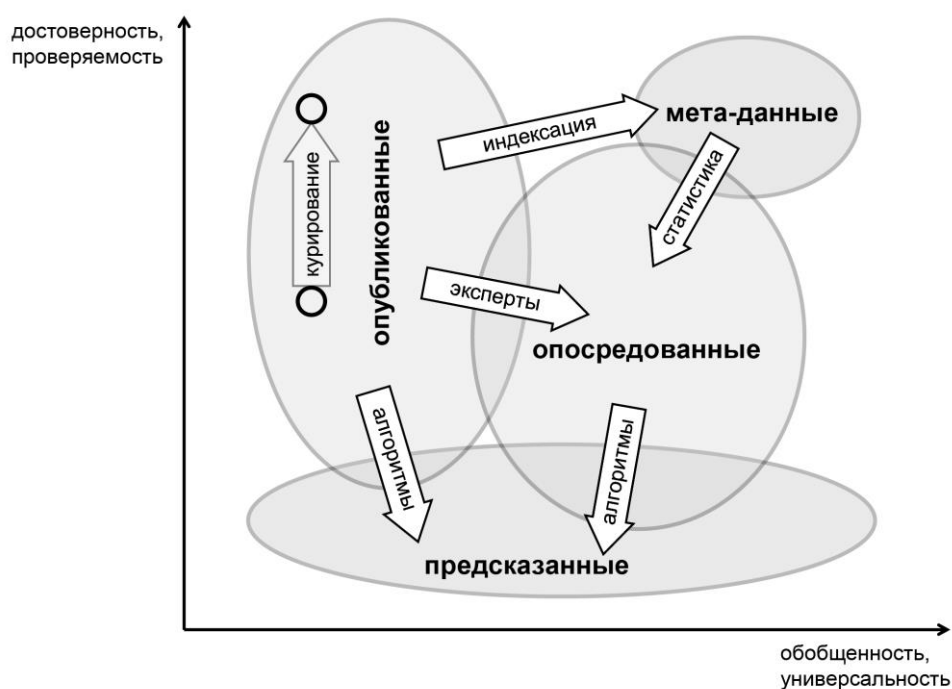 достоверность,
проверяемость
мета-данные
индексация
статистика
курирование
опубликованные
эксперты
опосредованные
алгоритмы
алгоритмы
предсказанные
обобщенность,
универсальность